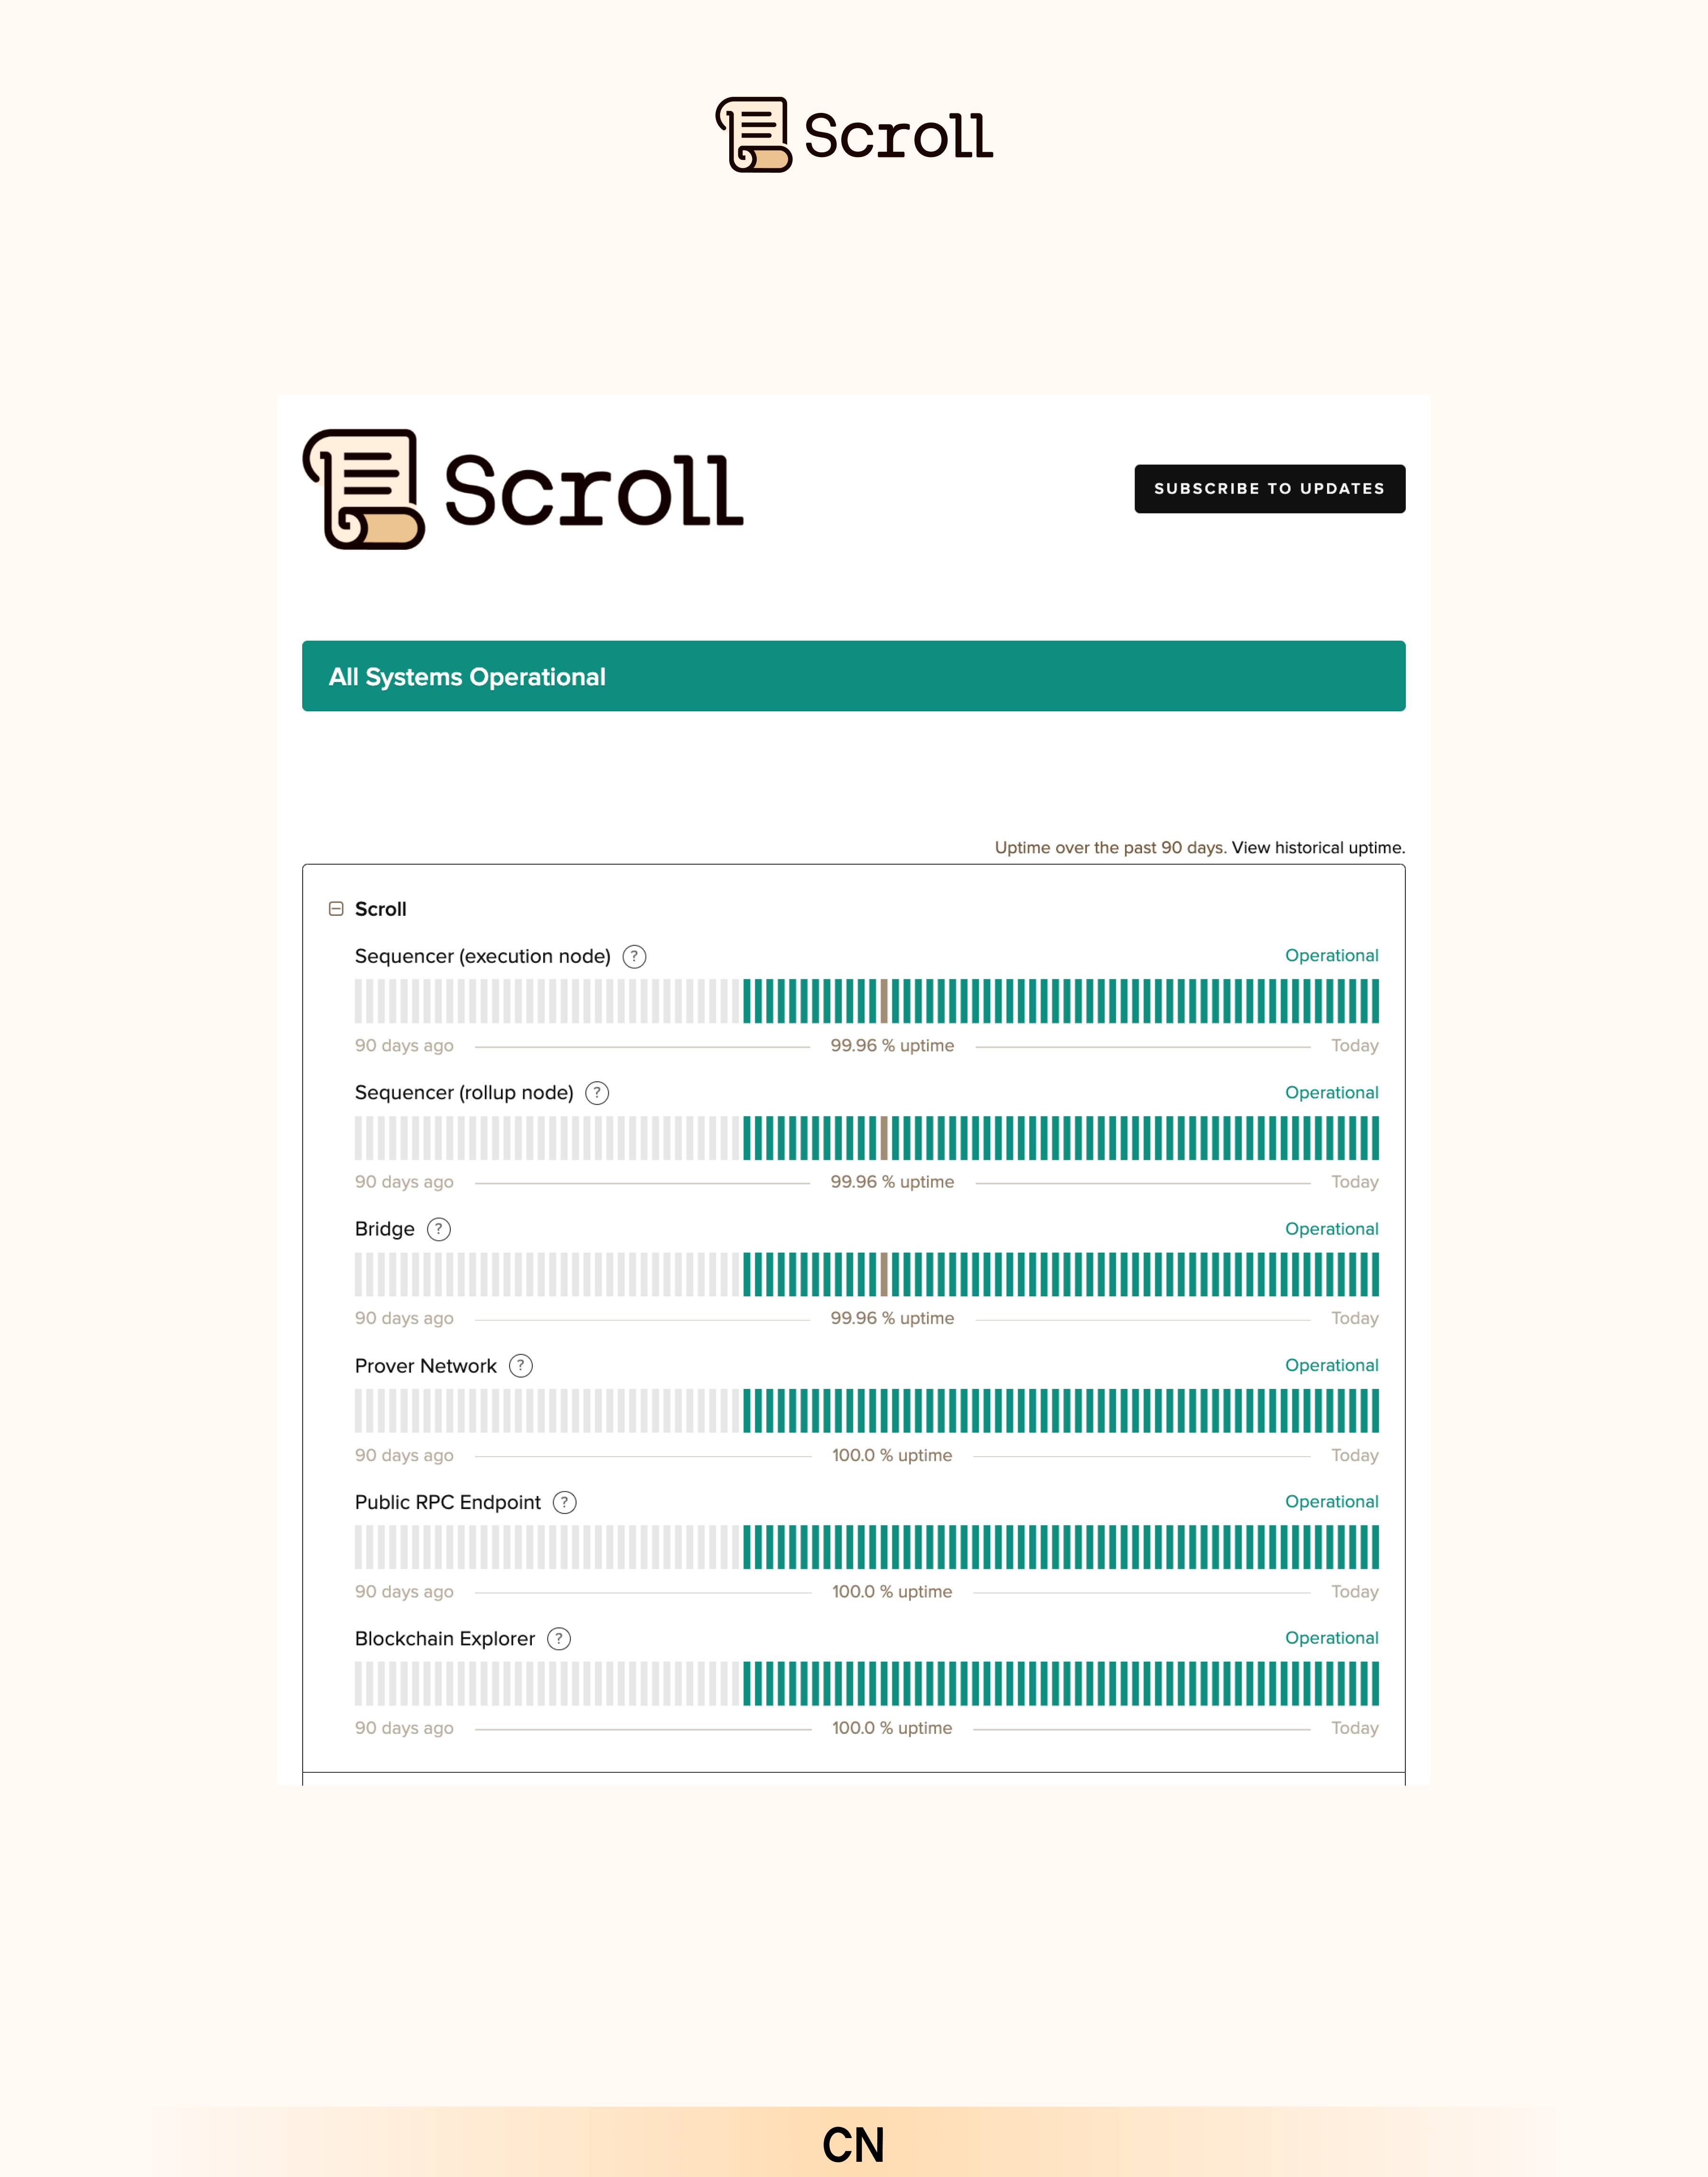 Scroll
Scroll
SUBSCRIBE TO UPDATES
All Systems Operational
Uptime over the past 90 days. View historical uptime.
Scroll
Sequencer (execution node) ? Operational
90 days ago 99.96 % uptime Today
Sequencer (rollup node) ? Operational
90 days ago 99.96 % uptime Today
Bridge ? Operational
90 days ago 99.96 % uptime Today
Prover Network ? Operational
90 days ago 100.0 % uptime Today
Public RPC Endpoint ? Operational
90 days ago 100.0 % uptime Today
Blockchain Explorer ? Operational
90 days ago 100.0 % uptime Today
CN